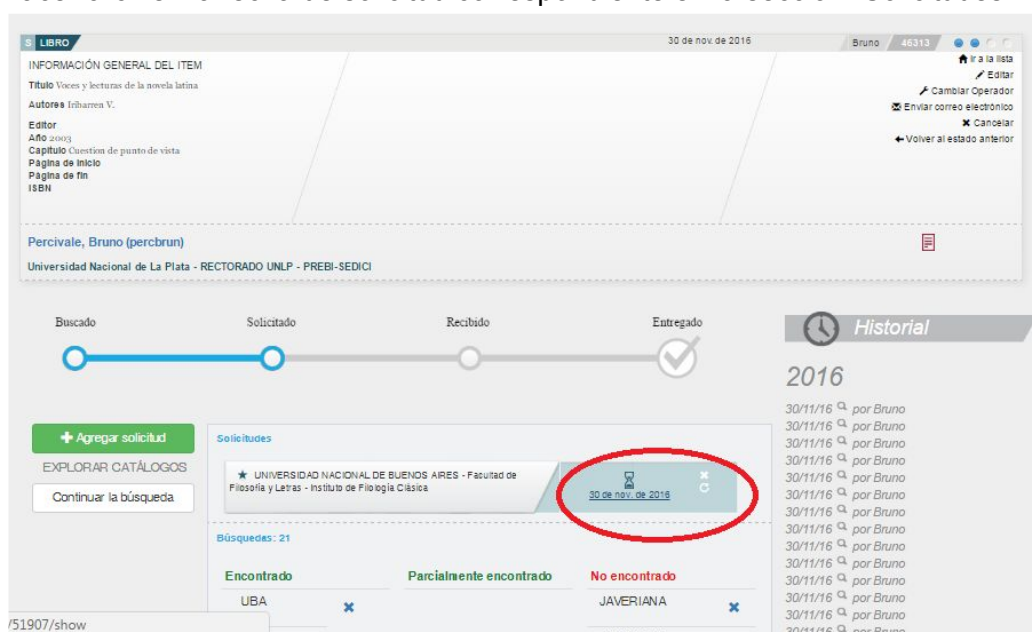 S LIBRO
30 de nov. de 2016
Bruno 46313
INFORMACIÓN GENERAL DEL ITEM
Título Voces y lecturas de la novela latina
Autores Iribarren V.
Editor
Año 2003
Capítulo Cuestion de punto de vista
Página de inicio
Página de fin
ISBN
Ir a la lista
Editar
Cambiar Operador
Enviar correo electrónico
Cancelar
Volver al estado anterior
Percivale, Bruno (percbrun)
Universidad Nacional de La Plata - RECTORADO UNLP - PREBI-SEDICI
Buscado Solicitado Recibido Entregado
Historial
2016
30/11/16 por Bruno
30/11/16 por Bruno
30/11/16 por Bruno
30/11/16 por Bruno
30/11/16 por Bruno
30/11/16 por Bruno
30/11/16 por Bruno
30/11/16 por Bruno
30/11/16 por Bruno
30/11/16 por Bruno
30/11/16 por Bruno
30/11/16 por Bruno
30/11/16 por Bruno
30/11/16 por Bruno
Agregar solicitud
EXPLORAR CATÁLOGOS
Continuar la búsqueda
Solicitudes
UNIVERSIDAD NACIONAL DE BUENOS AIRES - Facultad de
Filosofía y Letras - Instituto de Filología Clásica
30 de nov. de 2016
Búsquedas: 21
Encontrado Parcialmente encontrado No encontrado
UBA
JAVERIANA
/51907/show